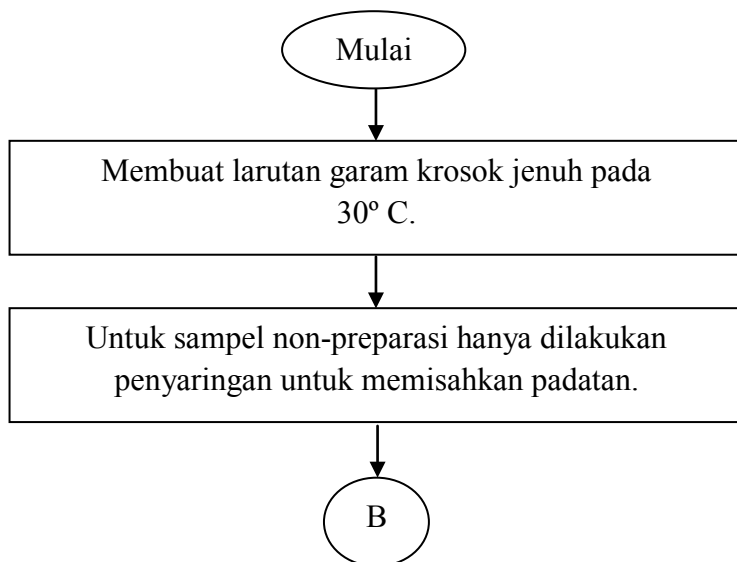 Mulai
Membuat larutan garam krosok jenuh pada
30º C.
Untuk sampel non-preparasi hanya dilakukan
penyaringan untuk memisahkan padatan.
B